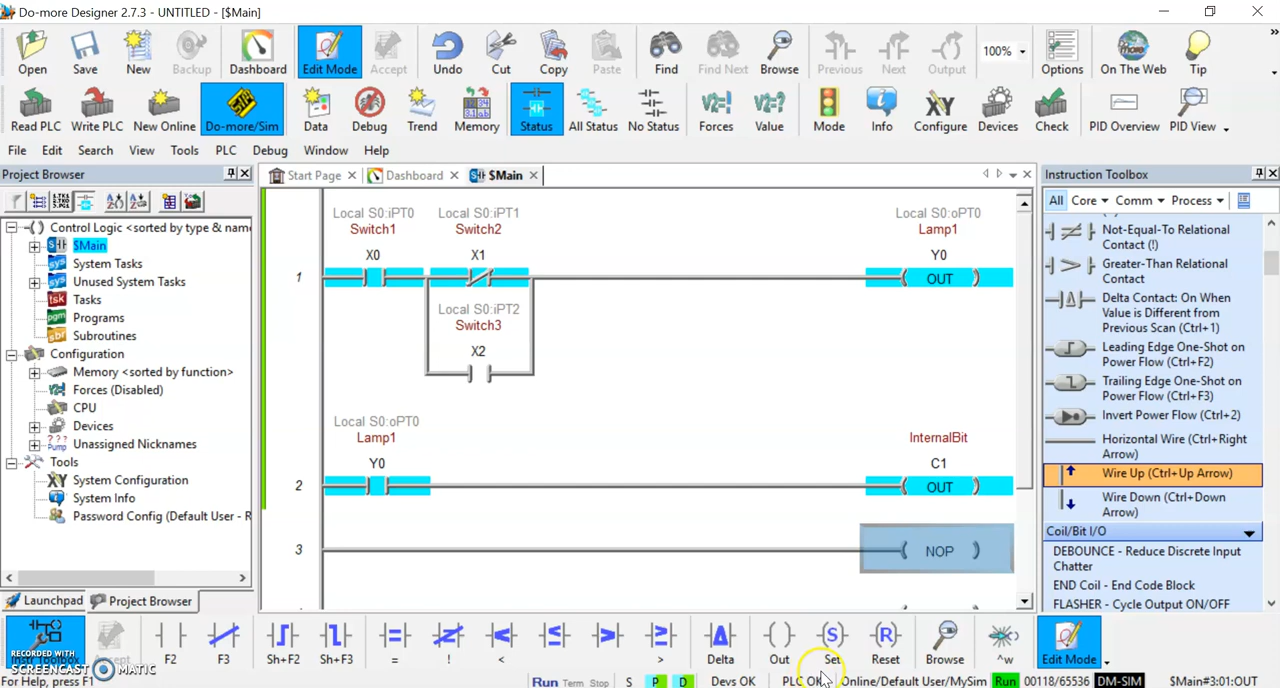 Do-more Designer 2.7.3 - UNTITLED - [$Main]
Open Save New Backup Dashboard Edit Mode Accept Undo Cut Copy Paste Find Find Next Browse Previous Next Output 100% Options On The Web Tip
Read PLC Write PLC New Online Do-more/Sim Data Debug Trend Memory Status All Status No Status Forces Value Mode Info Configure Devices Check PID Overview PID View
File Edit Search View Tools PLC Debug Window Help
Project Browser
Control Logic <sorted by type & name
$Main
System Tasks
Unused System Tasks
Tasks
Programs
Subroutines
Configuration
Memory <sorted by function>
Forces (Disabled)
CPU
Devices
Unassigned Nicknames
Tools
System Configuration
System Info
Password Config (Default User - R
Launchpad Project Browser
Start Page Dashboard $Main
Local S0:iPT0 Local S0:iPT1 Local S0:oPT0
Switch1 Switch2 Lamp1
X0 X1 Y0
1 OUT
Local S0:iPT2
Switch3
X2
Local S0:oPT0
Lamp1 InternalBit
Y0 C1
2 OUT
3 NOP
Instruction Toolbox
All Core Comm Process
Not-Equal-To Relational
Contact (!)
Greater-Than Relational
Contact
Delta Contact: On When
Value is Different from
Previous Scan (Ctrl+1)
Leading Edge One-Shot on
Power Flow (Ctrl+F2)
Trailing Edge One-Shot on
Power Flow (Ctrl+F3)
Invert Power Flow (Ctrl+2)
Horizontal Wire (Ctrl+Right
Arrow)
Wire Up (Ctrl+Up Arrow)
Wire Down (Ctrl+Down
Arrow)
Coil/Bit I/O
DEBOUNCE - Reduce Discrete Input
Chatter
END Coil - End Code Block
FLASHER - Cycle Output ON/OFF
F2 F3 Sh+F2 Sh+F3 = ! < > Delta Out Set Reset Browse ^w Edit Mode
RECORDED WITH
SCREENCAST MATIC
For Help, press F1 Run Term Stop S P D Devs OK PLC OK Online/Default User/MySim Run 00118/65536 DM-SIM $Main#3:01:OUT